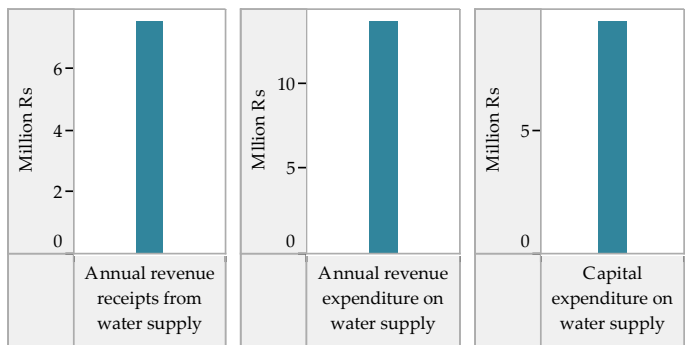 Million Rs
6
4
2
0
Annual revenue
receipts from
water supply
Mllion Rs
10
5
0
Annual revenue
expenditure on
water supply
Million Rs
5
0
Capital
expenditure on
water supply